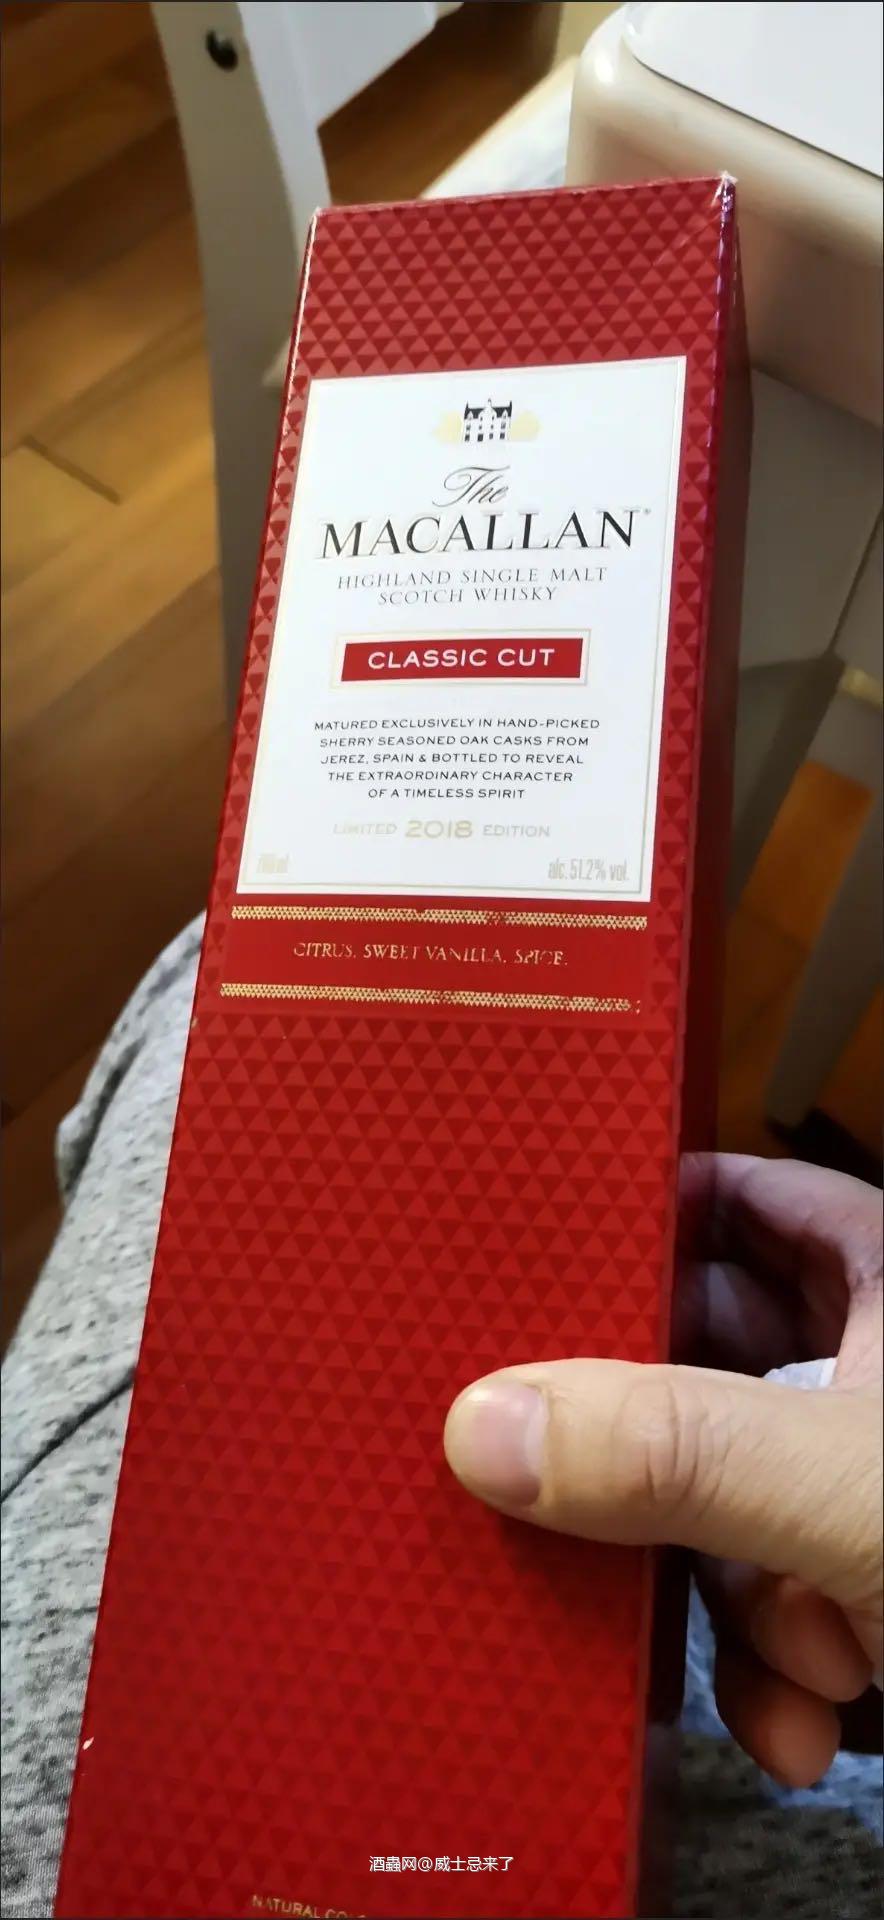 The
MACALLAN
HIGHLAND SINGLE MALT
SCOTCH WHISKY
CLASSIC CUT
MATURED EXCLUSIVELY IN HAND-PICKED
SHERRY SEASONED OAK CASKS FROM
JEREZ, SPAIN & BOTTLED TO REVEAL
THE EXTRAORDINARY CHARACTER
OF A TIMELESS SPIRIT
LIMITED 2018 EDITION
700ml alc. 51.2% vol.
CITRUS. SWEET VANILLA. SPICE.
酒蟲网@威士忌来了
NATURAL